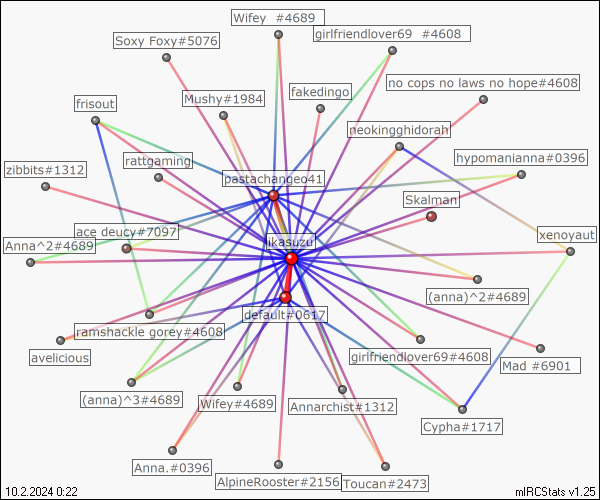 Wifey  #4689
girlfriendlover69  #4608
Soxy Foxy#5076
no cops no laws no hope#4608
fakedingo
Mushy#1984
frisout
neokingghidorah
hypomanianna#0396
rattgaming
zibbits#1312
pastachangeo41
Skalman
ace deucy#7097
xenoyaut
Anna^2#4689
ikasuzu
(anna)^2#4689
default#0617
ramshackle gorey#4608
avelicious
girlfriendlover69#4608
Mad #6901
(anna)^3#4689
Wifey#4689
Annarchist#1312
Cypha#1717
Anna.#0396
AlpineRooster#2156
Toucan#2473
10.2.2024 0:22
mIRCStats v1.25